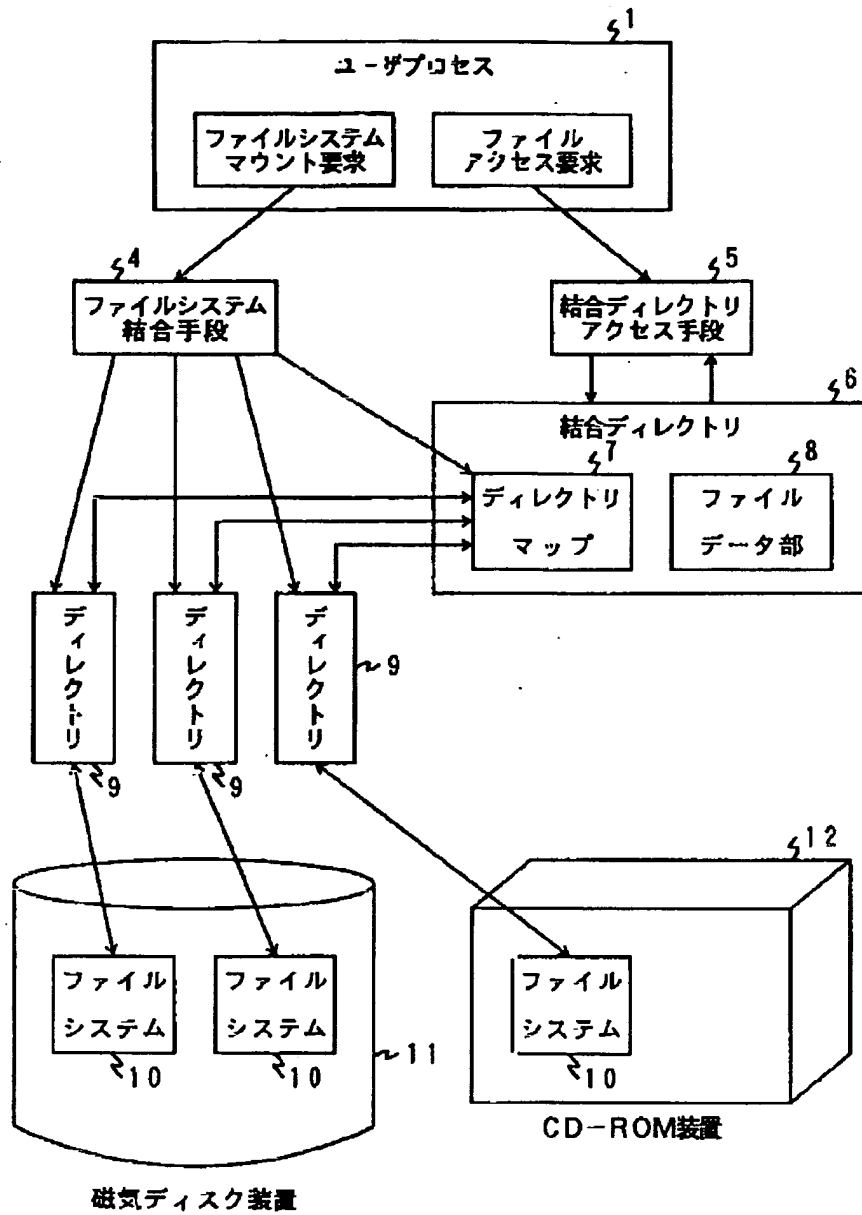 1
ユーザプロセス
ファイルシステム
マウント要求
ファイル
アクセス要求
4
ファイルシステム
結合手段
5
結合ディレクトリ
アクセス手段
6
結合ディレクトリ
7
ディレクトリ
マップ
8
ファイル
データ部
ディレクトリ
9
ディレクトリ
9
ディレクトリ
9
ファイル
システム
10
ファイル
システム
10
11
磁気ディスク装置
12
ファイル
システム
10
CD-ROM装置